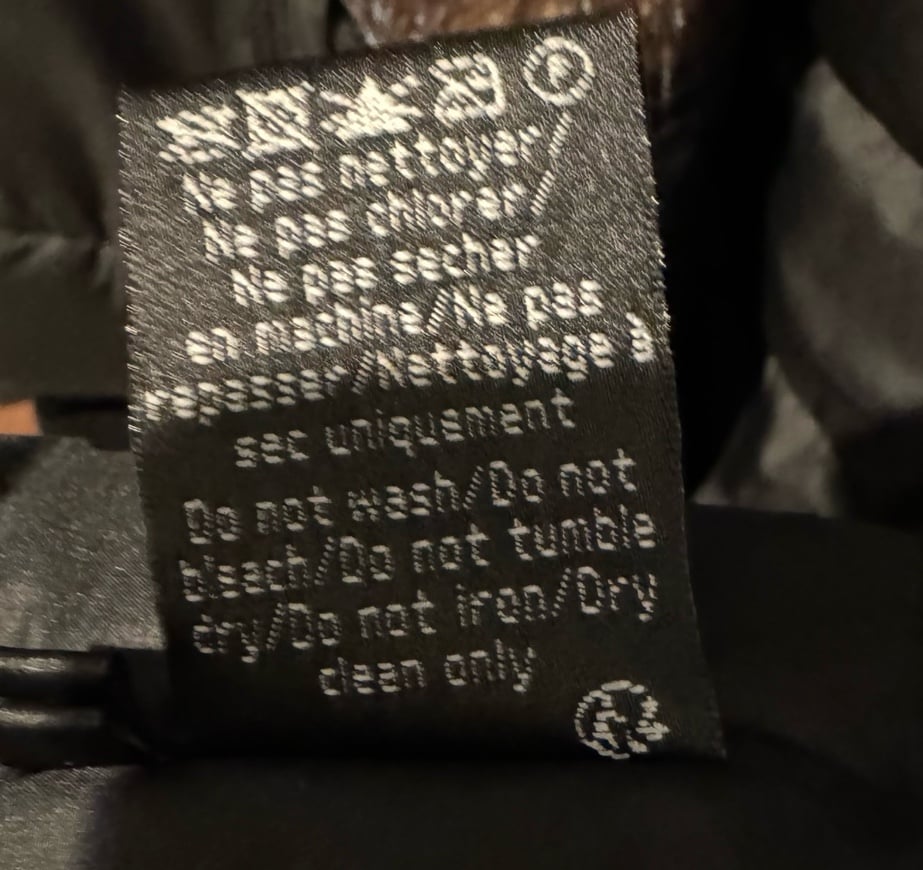 P
Ne pas nettoyer/
Ne pas chlorer/
Ne pas secher
en machine/Ne pas
repasser/Nettoyage à
sec uniquement
Do not wash/Do not
bleach/Do not tumble
dry/Do not iron/Dry
clean only